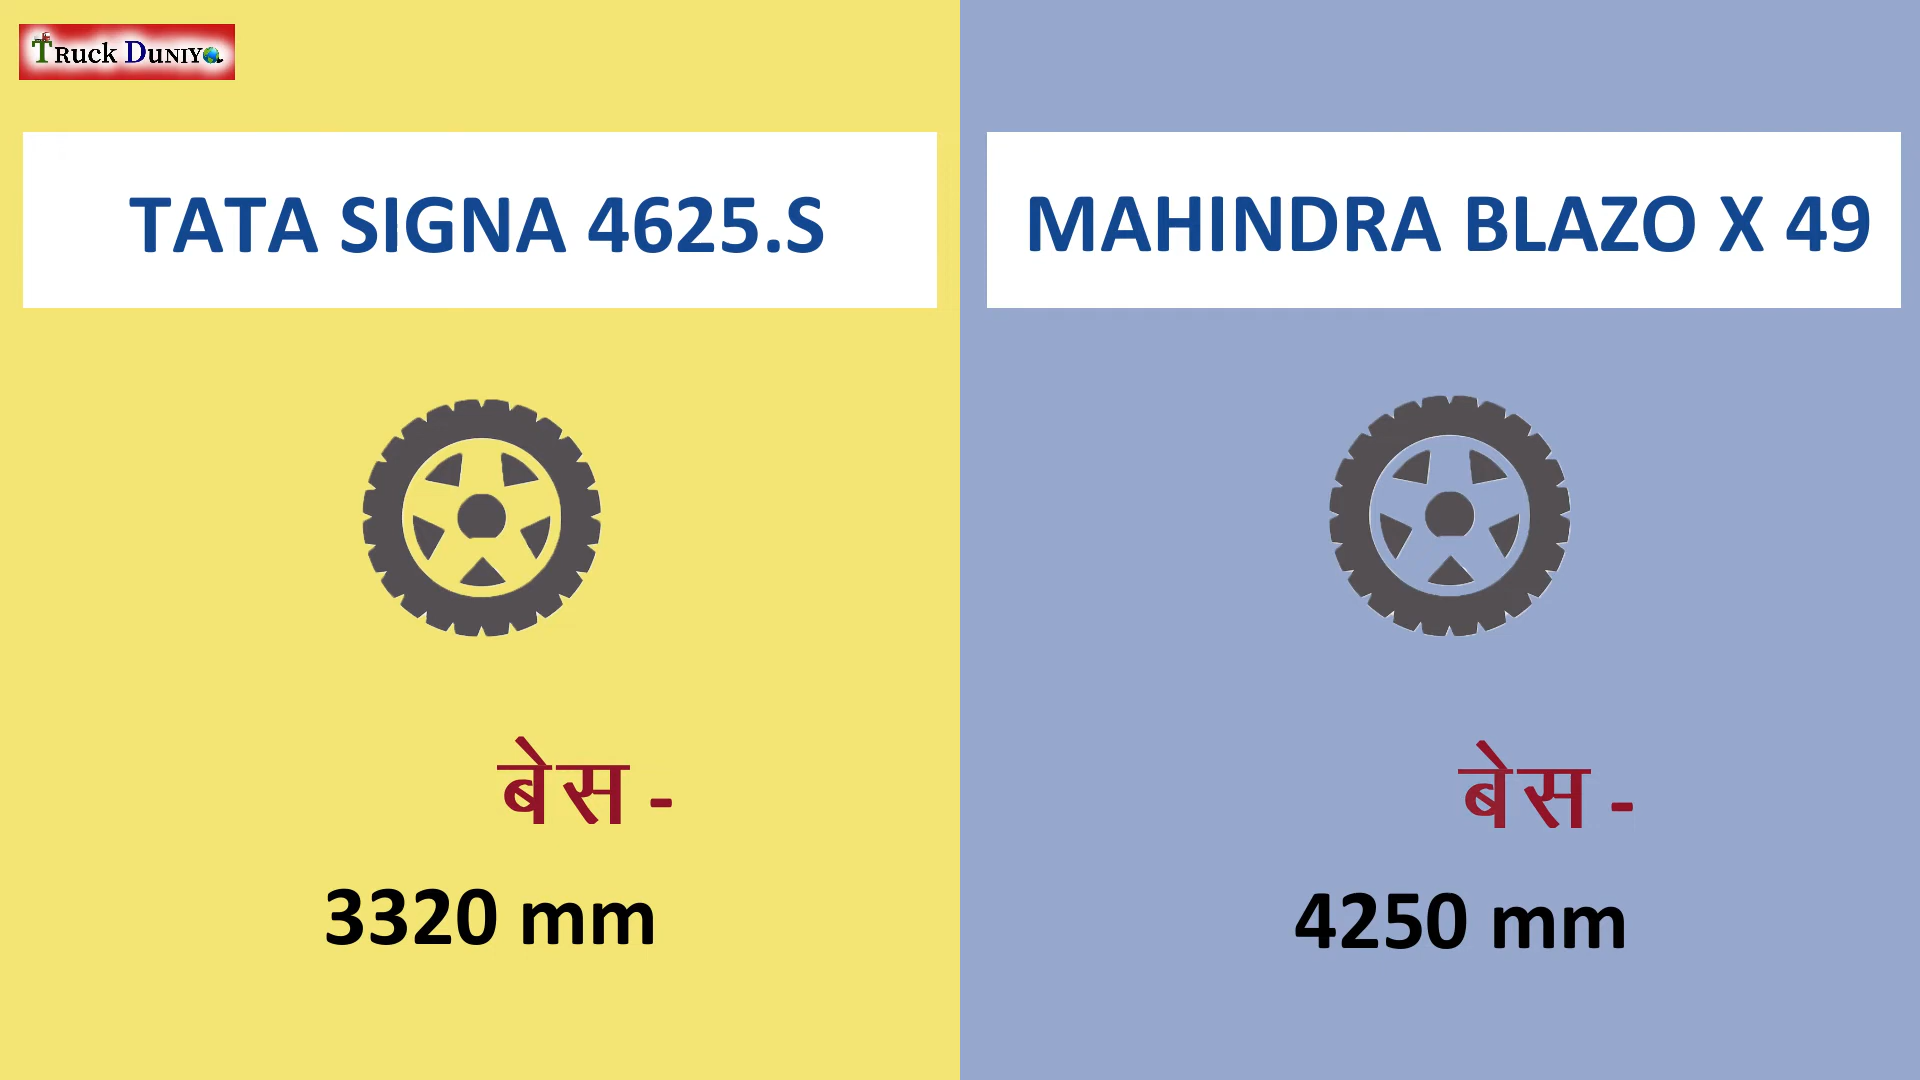 TRUCK DUNIYA
TATA SIGNA 4625.S
MAHINDRA BLAZO X 49
बेस -
3320 mm
बेस -
4250 mm